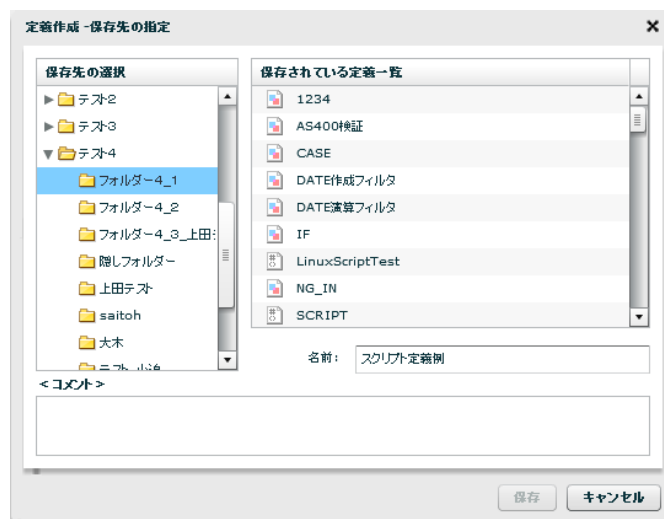 定義作成 -保存先の指定
保存先の選択
テスト2
テスト3
テスト4
フォルダー4_1
フォルダー4_2
フォルダー4_3_上田
隠しフォルダー
上田テスト
saitoh
大木
保存されている定義一覧
1234
AS400検証
CASE
DATE作成フィルタ
DATE演算フィルタ
IF
LinuxScriptTest
NG_IN
SCRIPT
名前: スクリプト定義例
<コメント>
保存 キャンセル